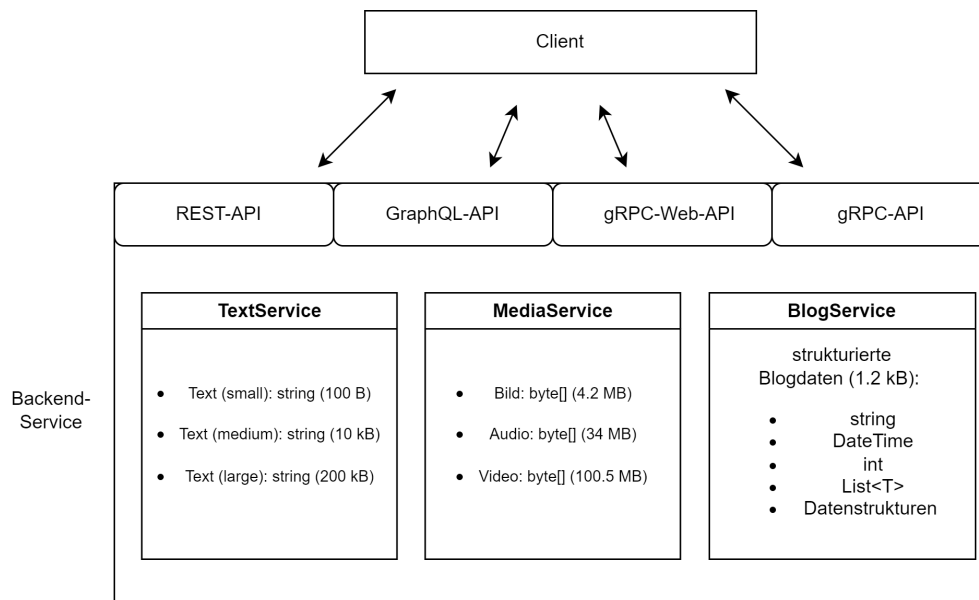 Client
REST-API
GraphQL-API
gRPC-Web-API
gRPC-API
TextService
MediaService
BlogService
Backend-
Service
• Text (small): string (100 B)
• Text (medium): string (10 kB)
• Text (large): string (200 kB)
• Bild: byte[] (4.2 MB)
• Audio: byte[] (34 MB)
• Video: byte[] (100.5 MB)
strukturierte
Blogdaten (1.2 kB):
• string
• DateTime
• int
• List<T>
• Datenstrukturen